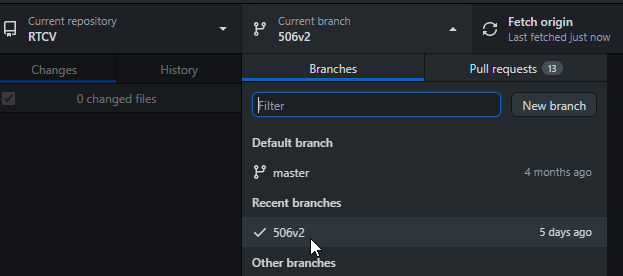 Current repository
RTCV
Current branch
506v2
Fetch origin
Last fetched just now
Changes
History
0 changed files
Branches
Pull requests 13
Filter
New branch
Default branch
master 4 months ago
Recent branches
506v2 5 days ago
Other branches